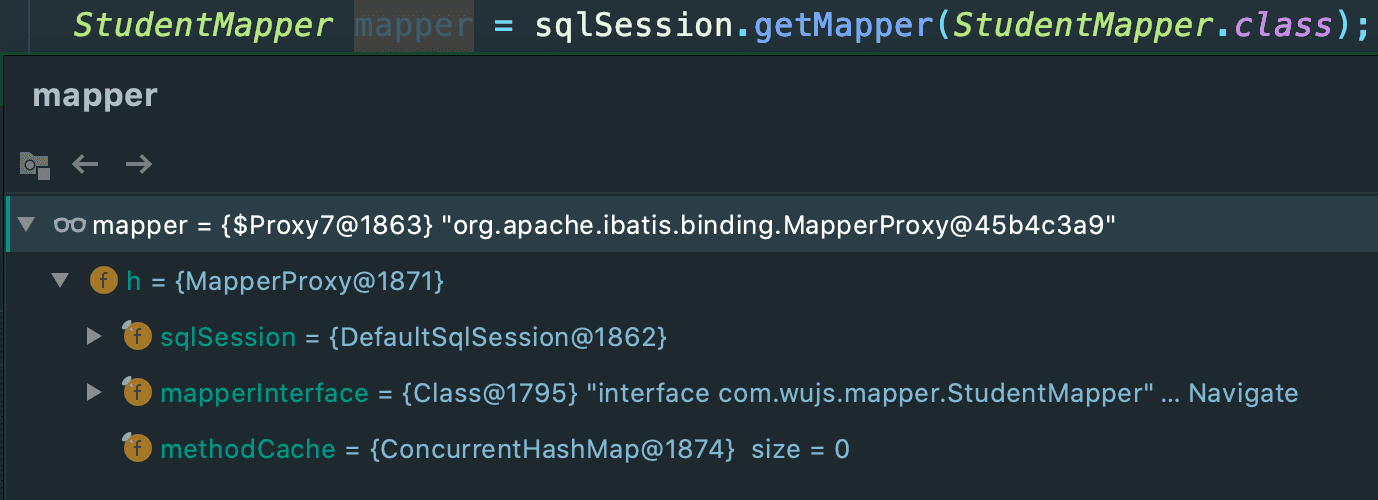 StudentMapper mapper = sqlSession.getMapper(StudentMapper.class);
mapper
mapper = {$Proxy7@1863} "org.apache.ibatis.binding.MapperProxy@45b4c3a9"
f h = {MapperProxy@1871}
f sqlSession = {DefaultSqlSession@1862}
f mapperInterface = {Class@1795} "interface com.wujs.mapper.StudentMapper" ... Navigate
f methodCache = {ConcurrentHashMap@1874} size = 0